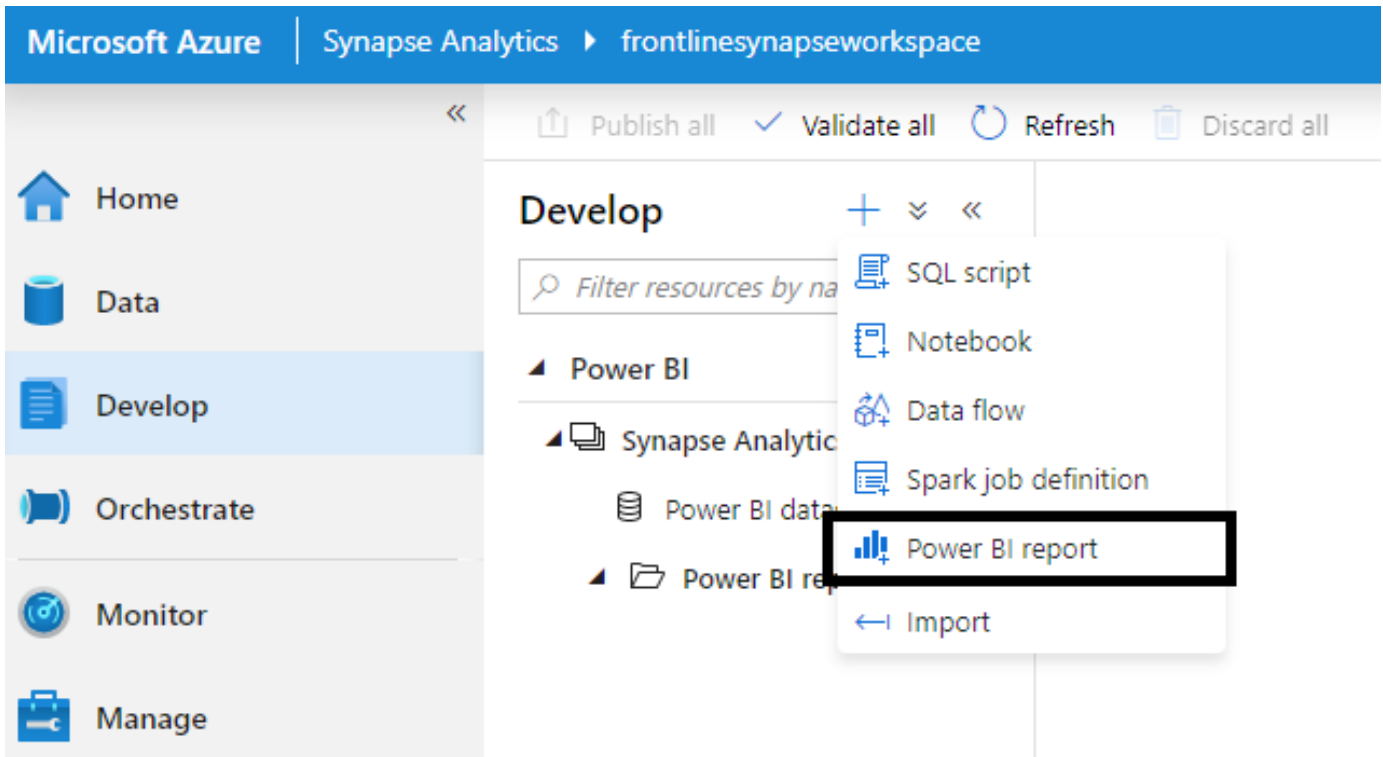 Microsoft Azure Synapse Analytics frontlinesynapseworkspace
Publish all Validate all Refresh Discard all
Home
Data
Develop
Orchestrate
Monitor
Manage
Develop
Filter resources by na
Power BI
Synapse Analytic
Power BI data
Power BI rep
SQL script
Notebook
Data flow
Spark job definition
Power BI report
Import